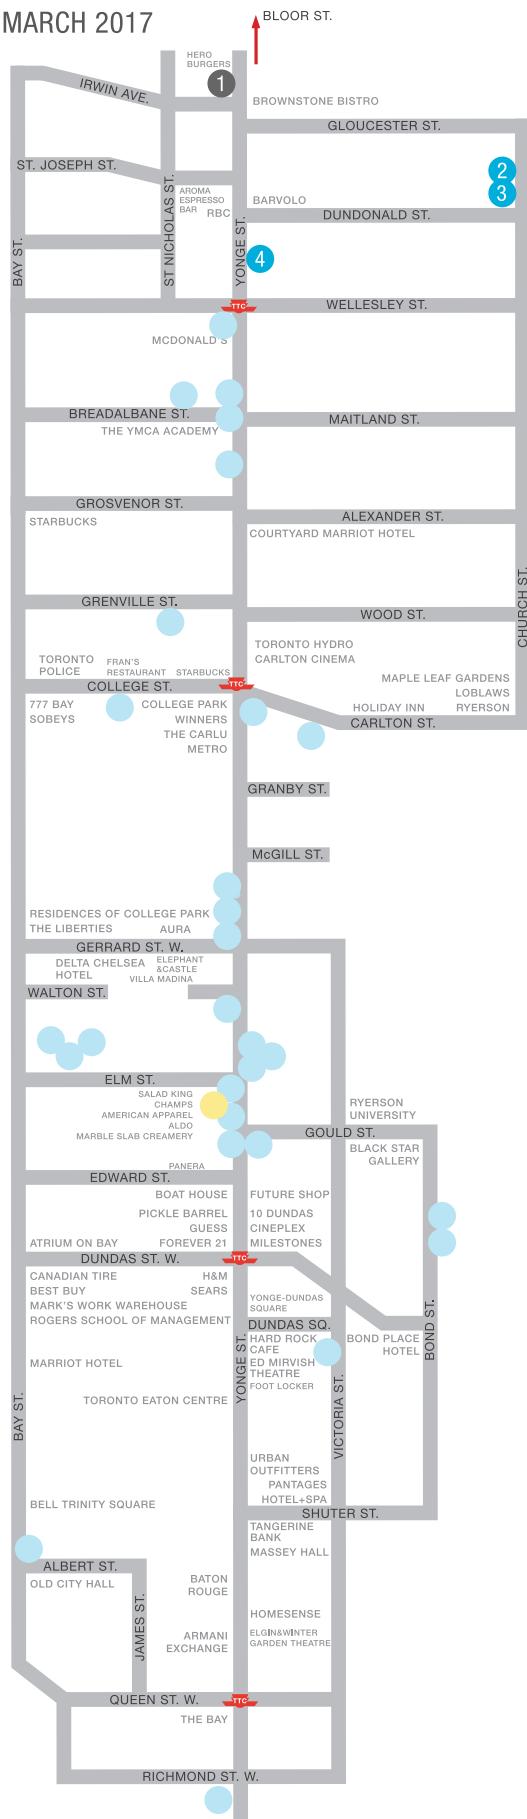 MARCH 2017
BLOOR ST.
HERO
BURGERS
1
IRWIN AVE.
BROWNSTONE BISTRO
GLOUCESTER ST.
ST. JOSEPH ST.
2
3
AROMA
ESPRESSO
BAR
RBC
BARVOLO
DUNDONALD ST.
BAY ST.
ST NICHOLAS ST.
YONGE ST.
4
TTC
WELLESLEY ST.
MCDONALD'S
BREADALBANE ST.
MAITLAND ST.
THE YMCA ACADEMY
GROSVENOR ST.
ALEXANDER ST.
STARBUCKS
COURTYARD MARRIOT HOTEL
CHURCH ST.
GRENVILLE ST.
WOOD ST.
TORONTO HYDRO
CARLTON CINEMA
TORONTO
POLICE
FRAN'S
RESTAURANT
STARBUCKS
MAPLE LEAF GARDENS
LOBLAWS
RYERSON
HOLIDAY INN
COLLEGE ST.
TTC
CARLTON ST.
777 BAY
SOBEYS
COLLEGE PARK
WINNERS
THE CARLU
METRO
GRANBY ST.
McGILL ST.
RESIDENCES OF COLLEGE PARK
THE LIBERTIES
AURA
GERRARD ST. W.
DELTA CHELSEA
HOTEL
ELEPHANT
&CASTLE
VILLA MADINA
WALTON ST.
ELM ST.
SALAD KING
CHAMPS
AMERICAN APPAREL
ALDO
MARBLE SLAB CREAMERY
RYERSON
UNIVERSITY
GOULD ST.
BLACK STAR
GALLERY
PANERA
EDWARD ST.
BOAT HOUSE
FUTURE SHOP
PICKLE BARREL
10 DUNDAS
GUESS
CINEPLEX
ATRIUM ON BAY
FOREVER 21
MILESTONES
DUNDAS ST. W.
TTC
CANADIAN TIRE
H&M
BEST BUY
SEARS
MARK'S WORK WAREHOUSE
ROGERS SCHOOL OF MANAGEMENT
YONGE-DUNDAS
SQUARE
DUNDAS SQ.
HARD ROCK
CAFE
ED MIRVISH
THEATRE
FOOT LOCKER
BOND PLACE
HOTEL
BOND ST.
MARRIOT HOTEL
YONGE ST.
BAY ST.
VICTORIA ST.
TORONTO EATON CENTRE
URBAN
OUTFITTERS
PANTAGES
HOTEL+SPA
BELL TRINITY SQUARE
SHUTER ST.
TANGERINE
BANK
MASSEY HALL
ALBERT ST.
OLD CITY HALL
BATON
ROUGE
JAMES ST.
HOMESENSE
ARMANI
EXCHANGE
ELGIN&WINTER
GARDEN THEATRE
QUEEN ST. W.
TTC
THE BAY
RICHMOND ST. W.